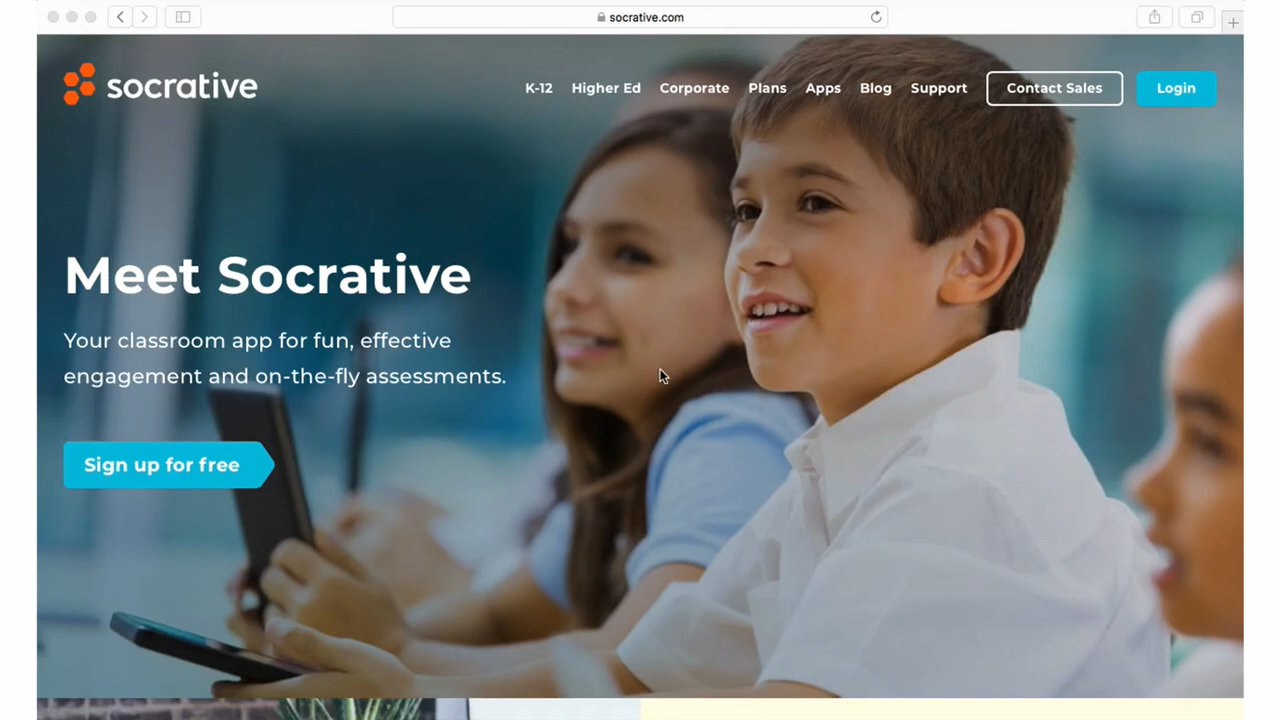 socrative.com
socrative
K-12 Higher Ed Corporate Plans Apps Blog Support Contact Sales Login
Meet Socrative
Your classroom app for fun, effective
engagement and on-the-fly assessments.
Sign up for free